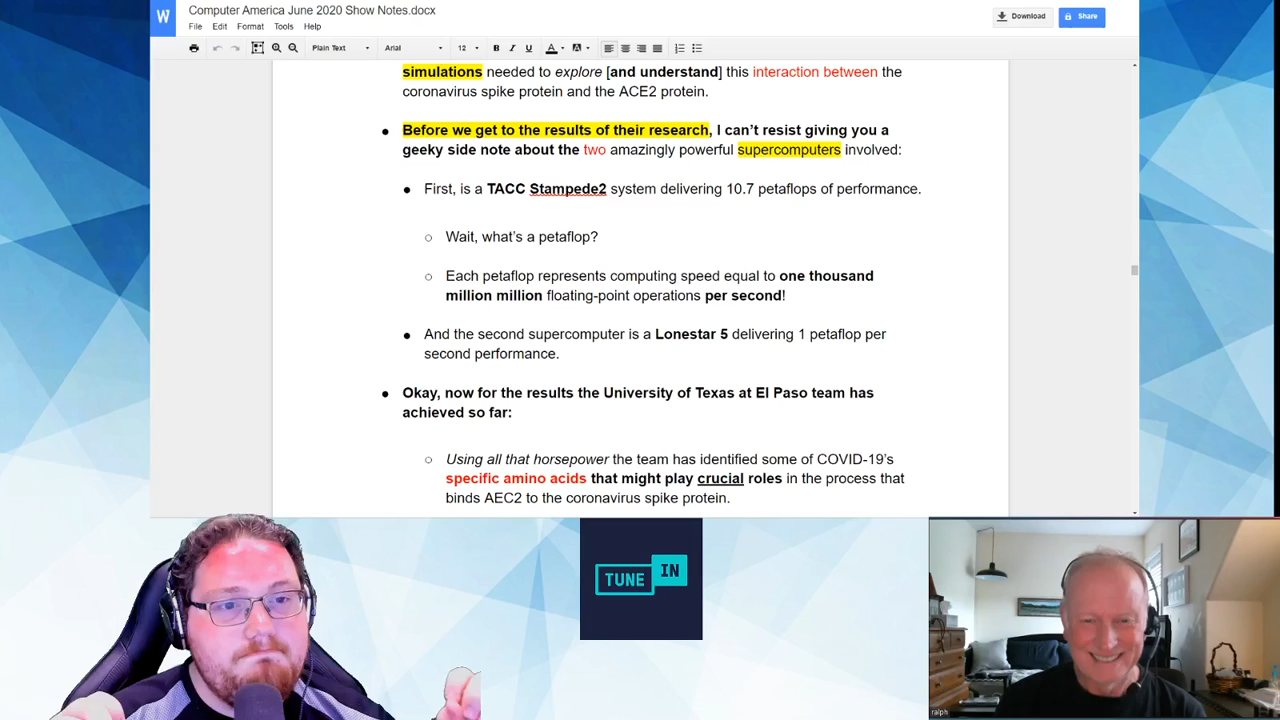 W
Computer America June 2020 Show Notes.docx
File Edit Format Tools Help
Download
Share
Plain Text
Arial
12
B I U A A
simulations needed to explore [and understand] this interaction between the
coronavirus spike protein and the ACE2 protein.
● Before we get to the results of their research, I can’t resist giving you a
geeky side note about the two amazingly powerful supercomputers involved:
● First, is a TACC Stampede2 system delivering 10.7 petaflops of performance.
○ Wait, what’s a petaflop?
○ Each petaflop represents computing speed equal to one thousand
million million floating-point operations per second!
● And the second supercomputer is a Lonestar 5 delivering 1 petaflop per
second performance.
● Okay, now for the results the University of Texas at El Paso team has
achieved so far:
○ Using all that horsepower the team has identified some of COVID-19’s
specific amino acids that might play crucial roles in the process that
binds AEC2 to the coronavirus spike protein.
TUNE IN
ralph